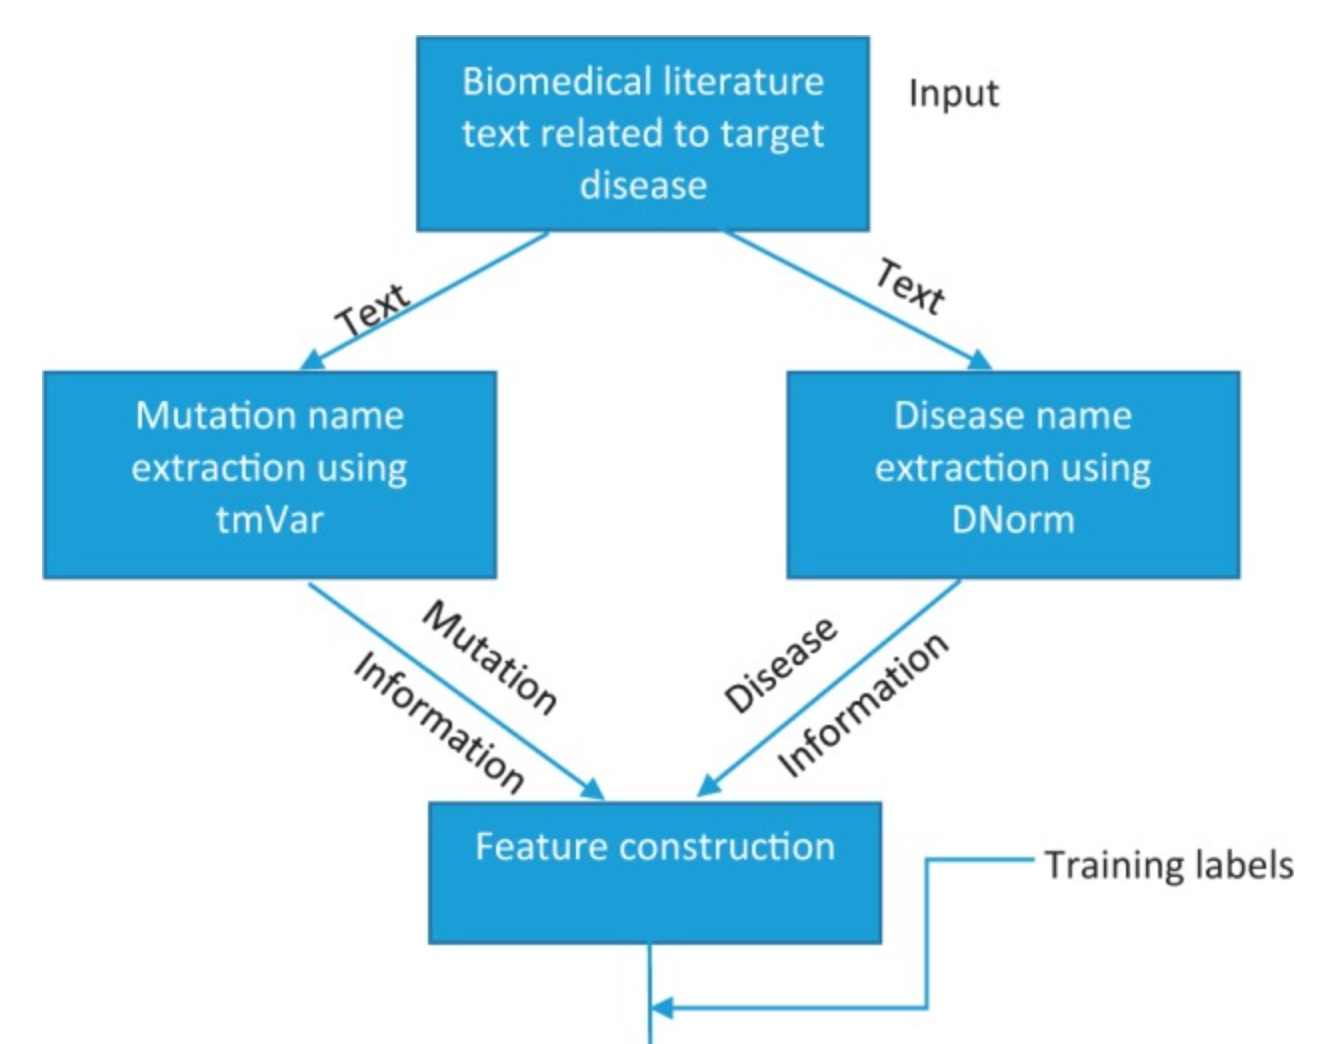 Biomedical literature
text related to target
disease
Input
Text
Text
Mutation name
extraction using
tmVar
Disease name
extraction using
DNorm
Mutation
Information
Disease
Information
Feature construction
Training labels